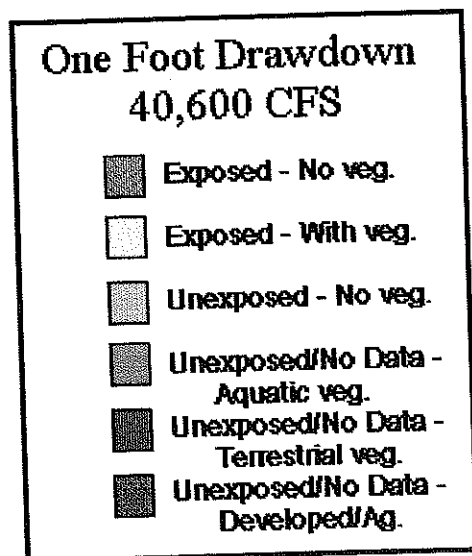 One Foot Drawdown
40,600 CFS
Exposed - No veg.
Exposed - With veg.
Unexposed - No veg.
Unexposed/No Data -
Aquatic veg.
Unexposed/No Data -
Terrestrial veg.
Unexposed/No Data -
Developed/Ag.